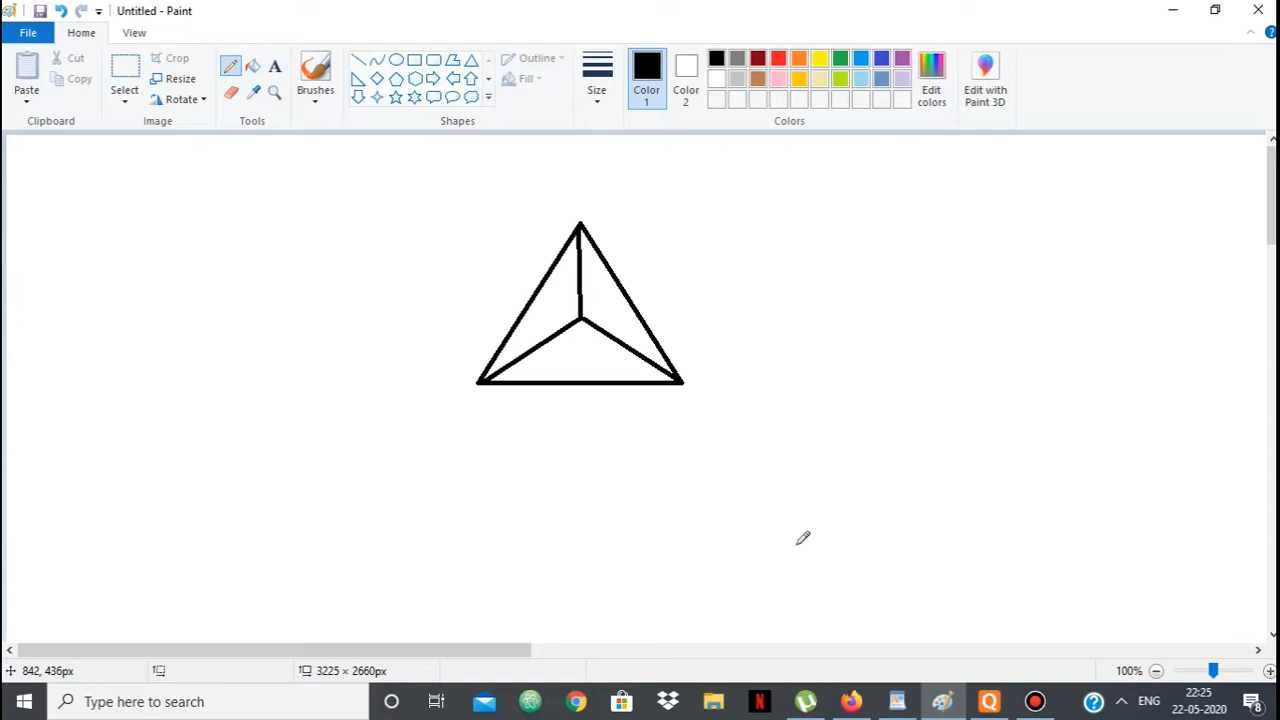 Untitled - Paint
File Home View
Paste Cut Copy
Clipboard
Select Crop Resize Rotate
Image
A
Tools
Brushes
Outline Fill
Shapes
Size
Color 1 Color 2
Edit colors
Colors
Edit with Paint 3D
842, 436px 3225 × 2660px 100%
Type here to search
N
Q
ENG
22:25
22-05-2020
8